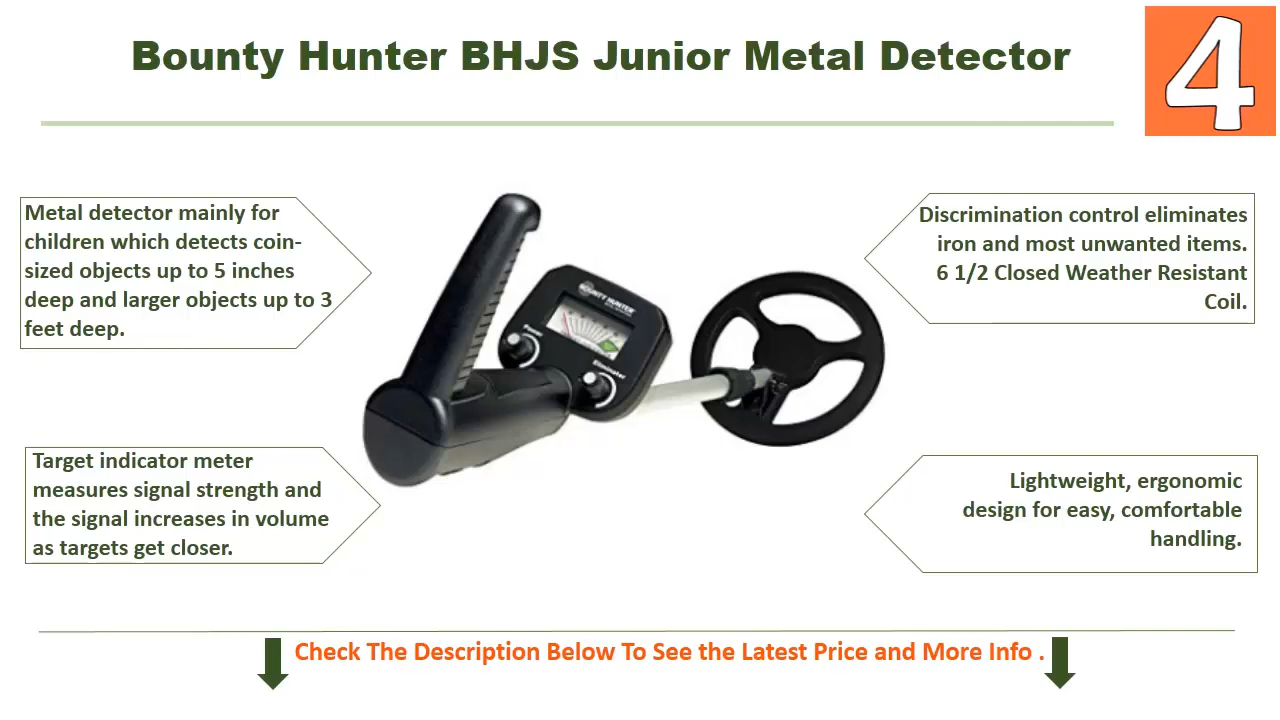 Bounty Hunter BHJS Junior Metal Detector
4
Metal detector mainly for
children which detects coin-
sized objects up to 5 inches
deep and larger objects up to 3
feet deep.
Discrimination control eliminates
iron and most unwanted items.
6 1/2 Closed Weather Resistant
Coil.
BOUNTY HUNTER
Power
Eliminator
Target indicator meter
measures signal strength and
the signal increases in volume
as targets get closer.
Lightweight, ergonomic
design for easy, comfortable
handling.
Check The Description Below To See the Latest Price and More Info .